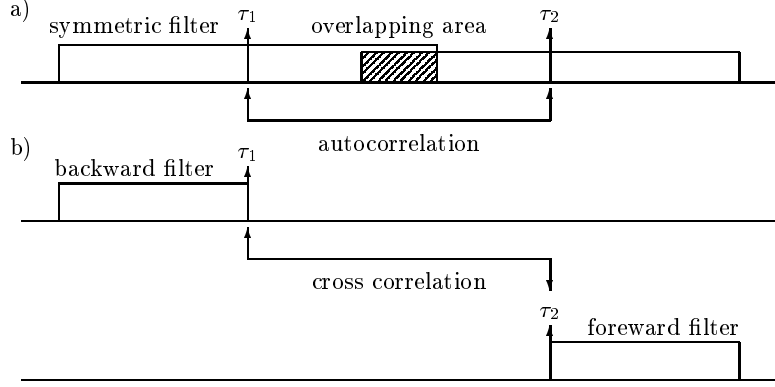 a)
τ₁ τ₂
symmetric filter overlapping area
autocorrelation
b)
τ₁
backward filter
cross correlation
τ₂
foreward filter